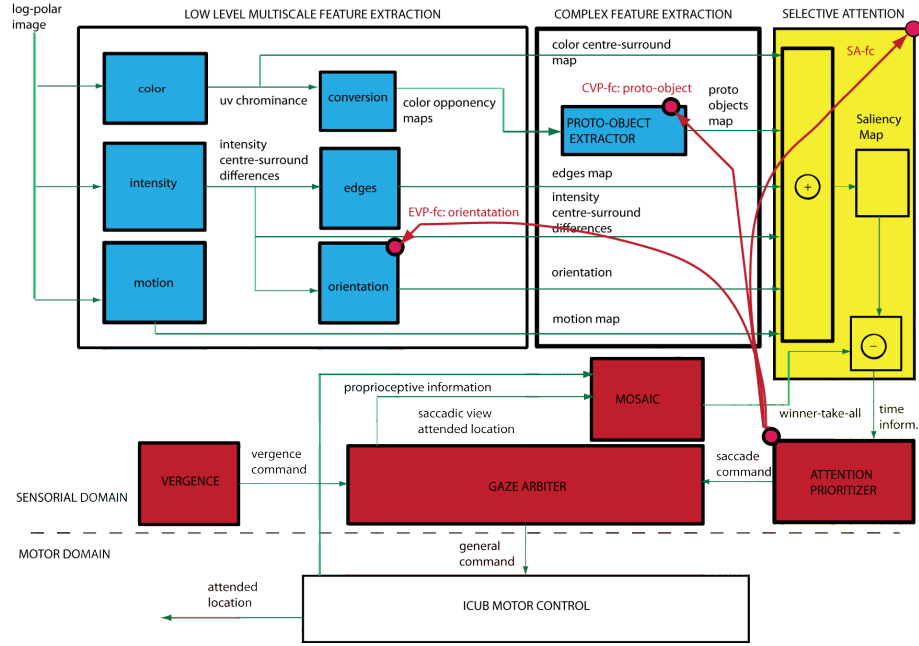 log-polar
image
LOW LEVEL MULTISCALE FEATURE EXTRACTION
COMPLEX FEATURE EXTRACTION
SELECTIVE ATTENTION
color
uv chrominance
conversion
color opponency
maps
color centre-surround
map
CVP-fc: proto-object
PROTO-OBJECT
EXTRACTOR
proto
objects
map
SA-fc
Saliency
Map
intensity
intensity
centre-surround
differences
edges
edges map
intensity
centre-surround
differences
+
EVP-fc: orientatation
motion
orientation
orientation
motion map
−
proprioceptive information
MOSAIC
saccadic view
attended location
winner-take-all
time
inform.
vergence
command
VERGENCE
GAZE ARBITER
saccade
command
ATTENTION
PRIORITIZER
SENSORIAL DOMAIN
MOTOR DOMAIN
general
command
attended
location
ICUB MOTOR CONTROL